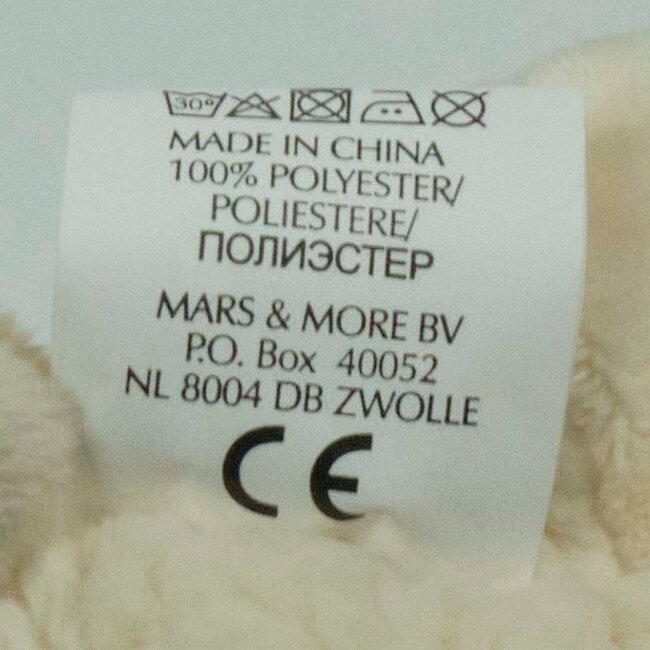 30°
MADE IN CHINA
100% POLYESTER/
POLIESTERE/
ПОЛИЭСТЕР
MARS & MORE BV
P.O. Box 40052
NL 8004 DB ZWOLLE
CE